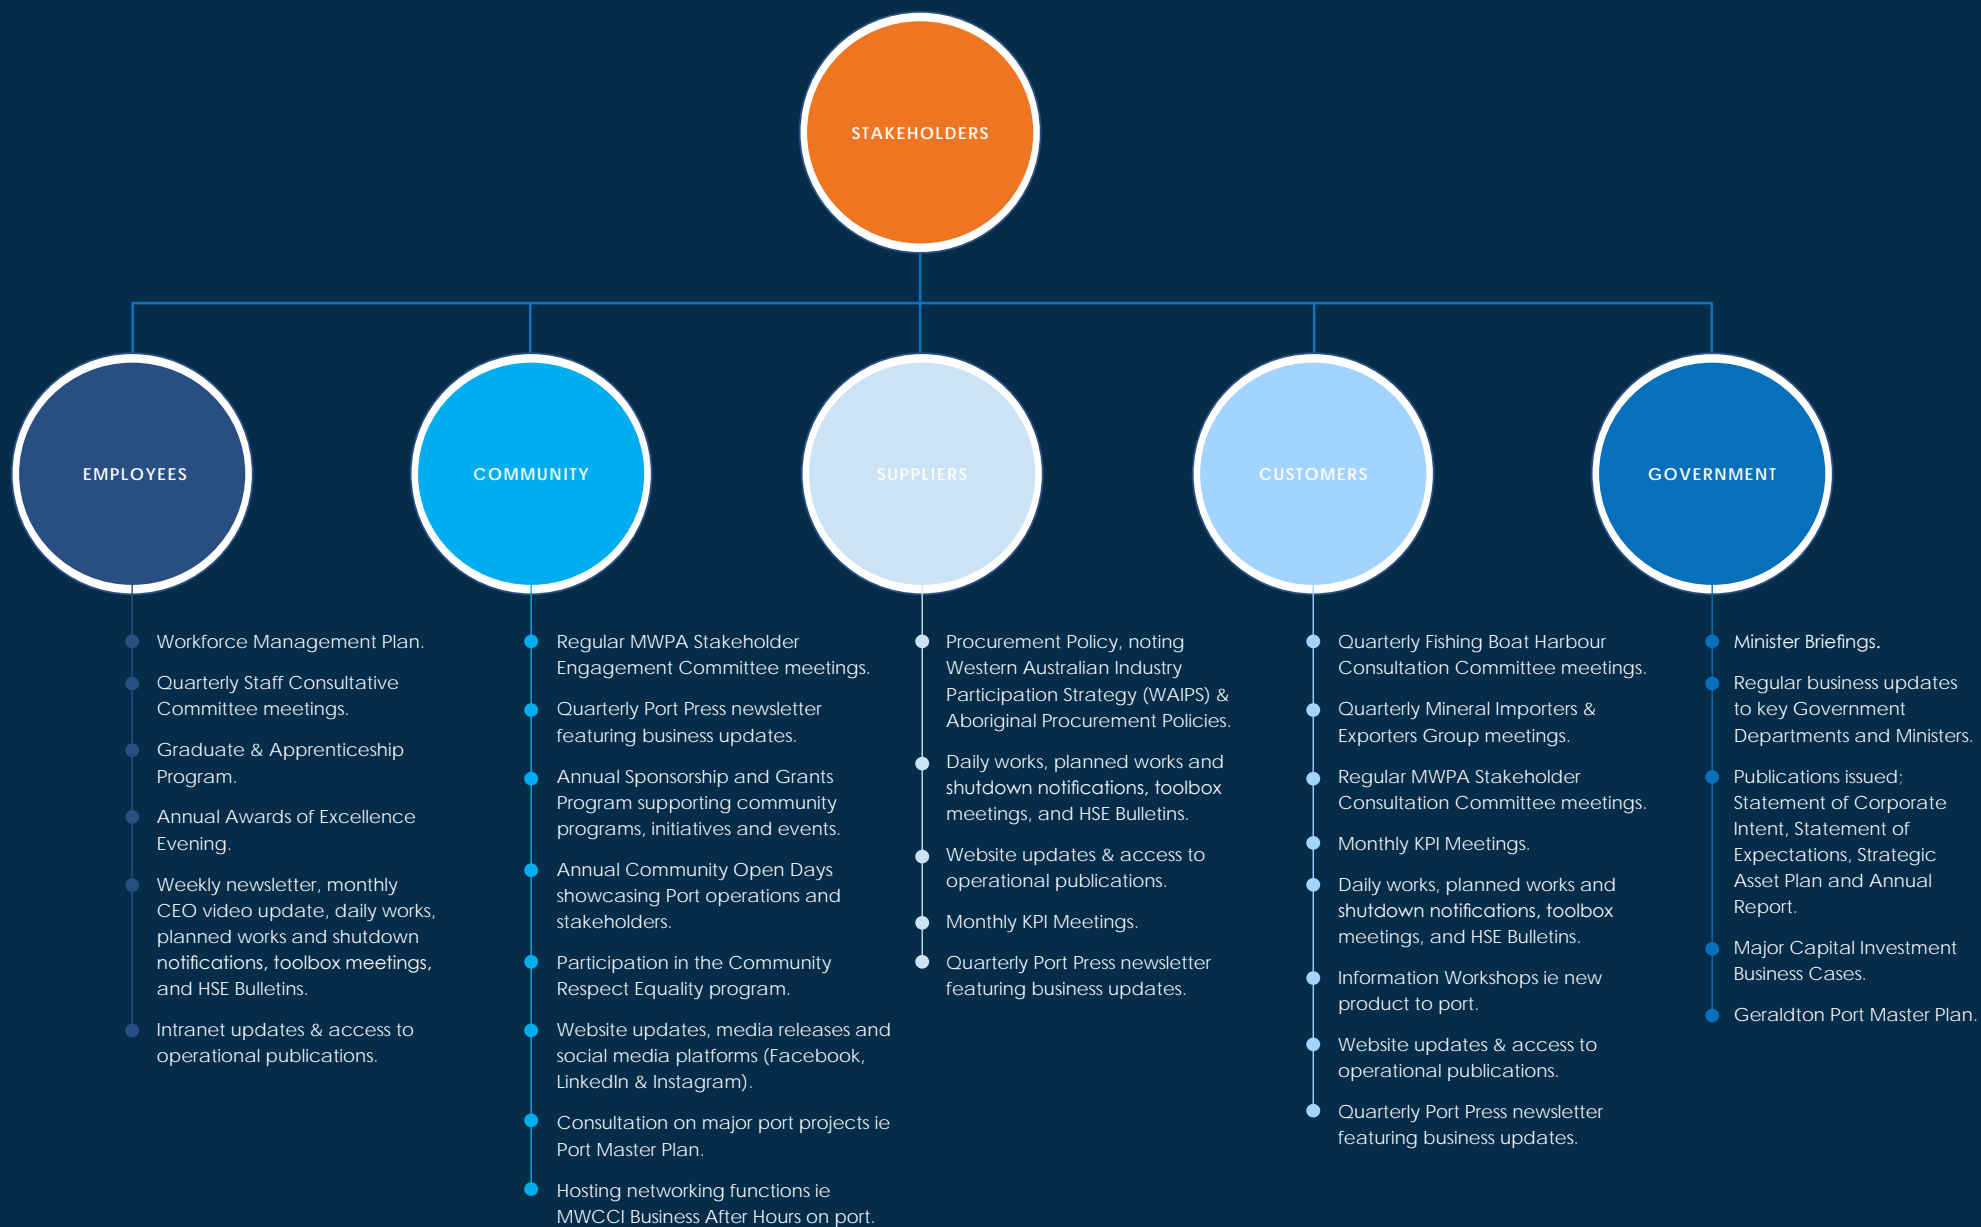 STAKEHOLDERS
EMPLOYEES
COMMUNITY
SUPPLIERS
CUSTOMERS
GOVERNMENT
Workforce Management Plan.
Quarterly Staff Consultative
Committee meetings.
Graduate & Apprenticeship
Program.
Annual Awards of Excellence
Evening.
Weekly newsletter, monthly
CEO video update, daily works,
planned works and shutdown
notifications, toolbox meetings,
and HSE Bulletins.
Intranet updates & access to
operational publications.
Regular MWPA Stakeholder
Engagement Committee meetings.
Quarterly Port Press newsletter
featuring business updates.
Annual Sponsorship and Grants
Program supporting community
programs, initiatives and events.
Annual Community Open Days
showcasing Port operations and
stakeholders.
Participation in the Community
Respect Equality program.
Website updates, media releases and
social media platforms (Facebook,
LinkedIn & Instagram).
Consultation on major port projects ie
Port Master Plan.
Hosting networking functions ie
MWCCI Business After Hours on port.
Procurement Policy, noting
Western Australian Industry
Participation Strategy (WAIPS) &
Aboriginal Procurement Policies.
Daily works, planned works and
shutdown notifications, toolbox
meetings, and HSE Bulletins.
Website updates & access to
operational publications.
Monthly KPI Meetings.
Quarterly Port Press newsletter
featuring business updates.
Quarterly Fishing Boat Harbour
Consultation Committee meetings.
Quarterly Mineral Importers &
Exporters Group meetings.
Regular MWPA Stakeholder
Consultation Committee meetings.
Monthly KPI Meetings.
Daily works, planned works and
shutdown notifications, toolbox
meetings, and HSE Bulletins.
Information Workshops ie new
product to port.
Website updates & access to
operational publications.
Quarterly Port Press newsletter
featuring business updates.
Minister Briefings.
Regular business updates
to key Government
Departments and Ministers.
Publications issued;
Statement of Corporate
Intent, Statement of
Expectations, Strategic
Asset Plan and Annual
Report.
Major Capital Investment
Business Cases.
Geraldton Port Master Plan.